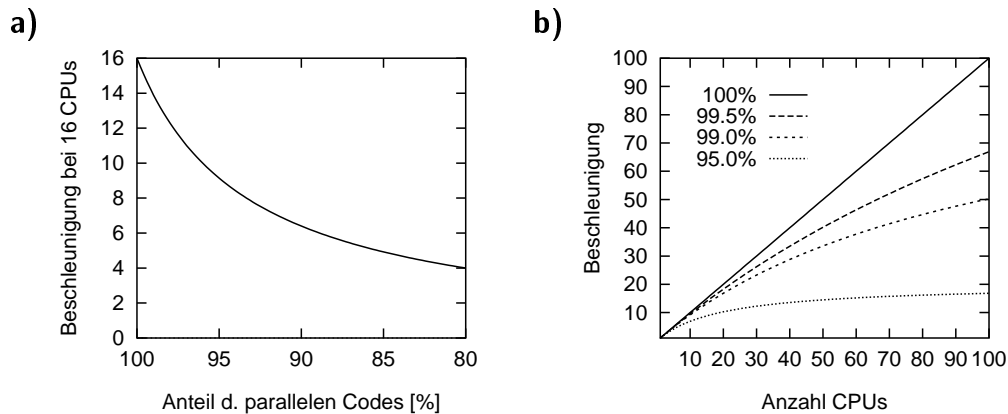 a)
Beschleunigung bei 16 CPUs
16
14
12
10
8
6
4
2
0
100 95 90 85 80
Anteil d. parallelen Codes [%]
b)
Beschleunigung
100
90
80
70
60
50
40
30
20
10
100%
99.5%
99.0%
95.0%
10 20 30 40 50 60 70 80 90 100
Anzahl CPUs